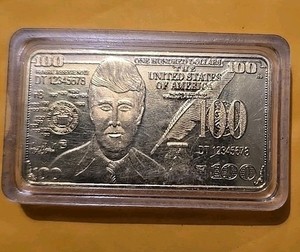 100
ONE HUNDRED DOLLARS
100
THE
UNITED STATES
OF AMERICA
DT 12345678
100
DT 12345678
100
100